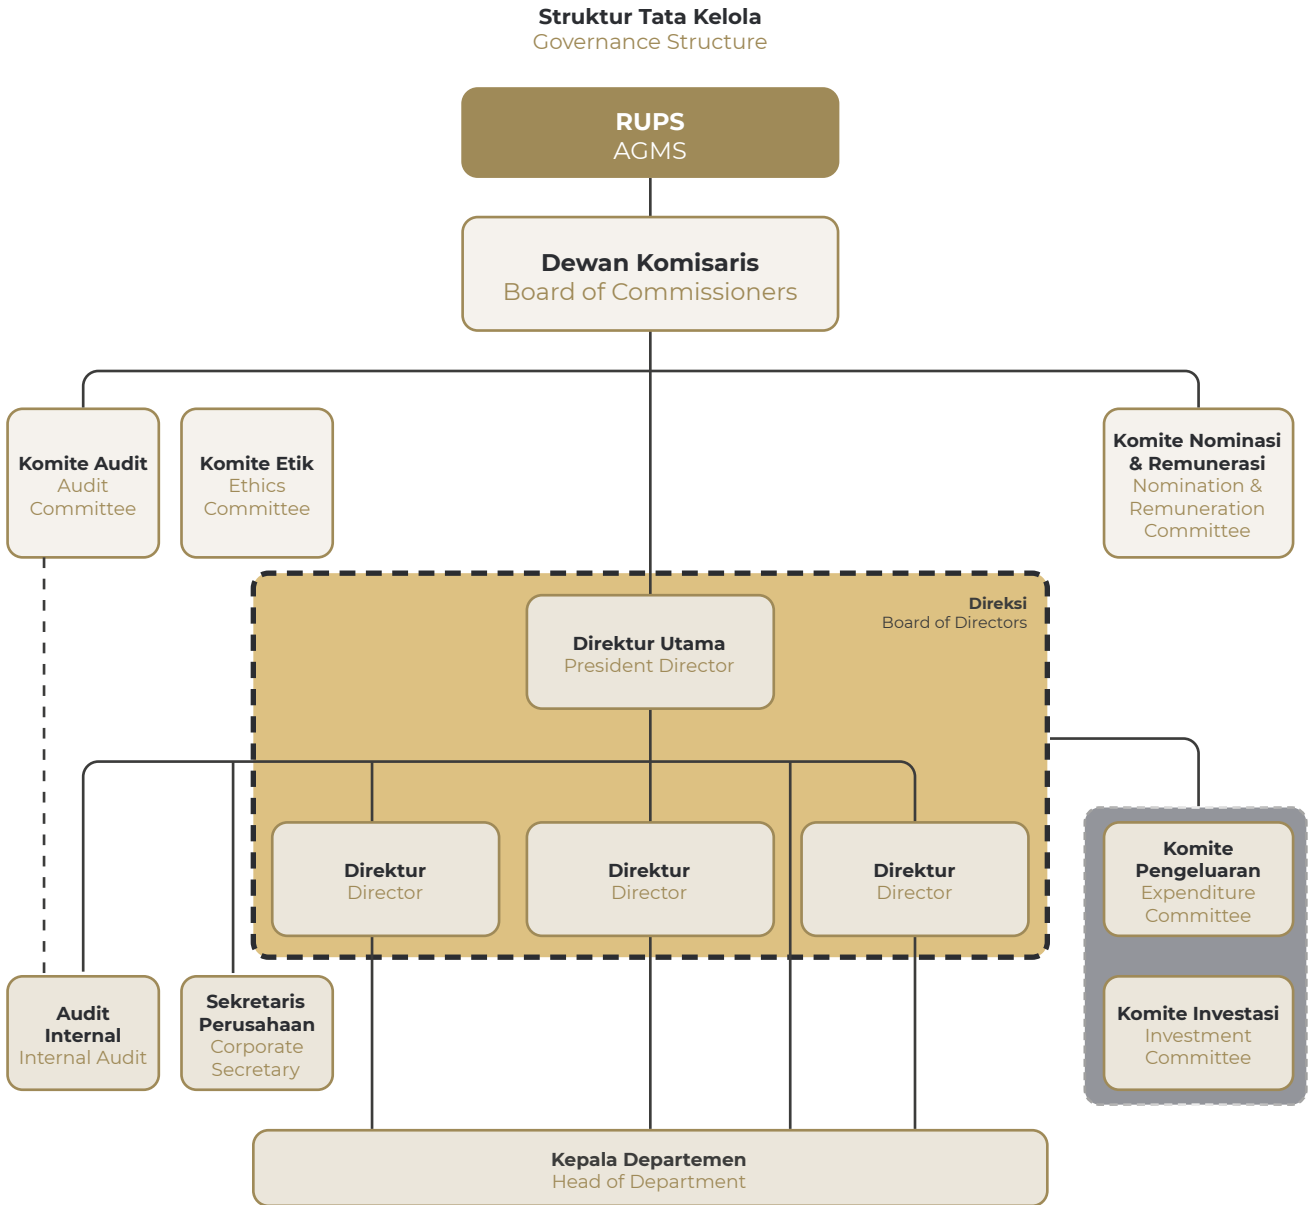 Struktur Tata Kelola
Governance Structure
RUPS
AGMS
Dewan Komisaris
Board of Commissioners
Komite Audit
Audit
Committee
Komite Etik
Ethics
Committee
Komite Nominasi
& Remunerasi
Nomination &
Remuneration
Committee
Direksi
Board of Directors
Direktur Utama
President Director
Direktur
Director
Direktur
Director
Direktur
Director
Komite
Pengeluaran
Expenditure
Committee
Audit
Internal
Internal Audit
Sekretaris
Perusahaan
Corporate
Secretary
Komite Investasi
Investment
Committee
Kepala Departemen
Head of Department